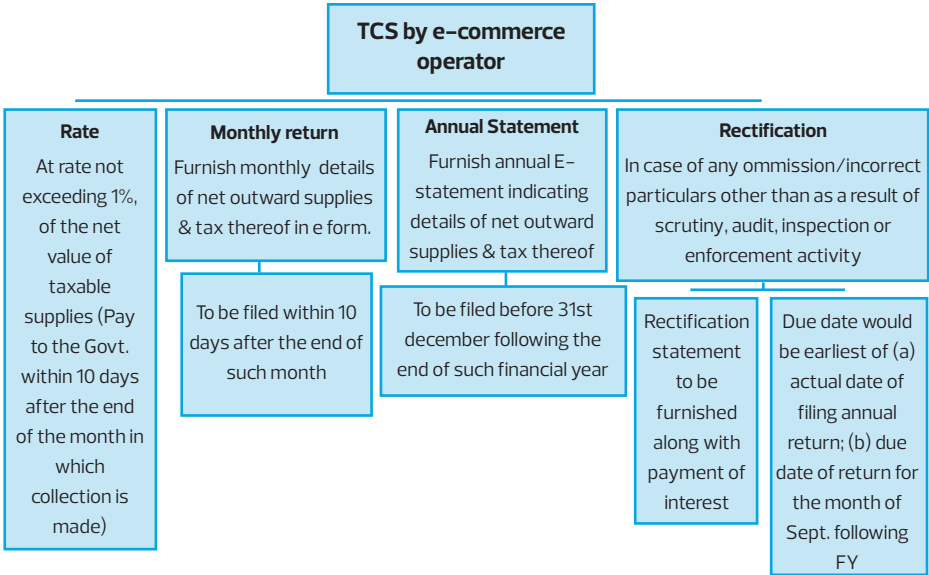 TCS by e-commerce
operator
Rate
At rate not
exceeding 1%,
of the net
value of
taxable
supplies (Pay
to the Govt.
within 10 days
after the end
of the month in
which
collection is
made)
Monthly return
Furnish monthly details
of net outward supplies
& tax thereof in e form.
To be filed within 10
days after the end of
such month
Annual Statement
Furnish annual E-
statement indicating
details of net outward
supplies & tax thereof
To be filed before 31st
december following the
end of such financial year
Rectification
In case of any ommission/incorrect
particulars other than as a result of
scrutiny, audit, inspection or
enforcement activity
Rectification
statement
to be
furnished
along with
payment of
interest
Due date would
be earliest of (a)
actual date of
filing annual
return; (b) due
date of return for
the month of
Sept. following
FY